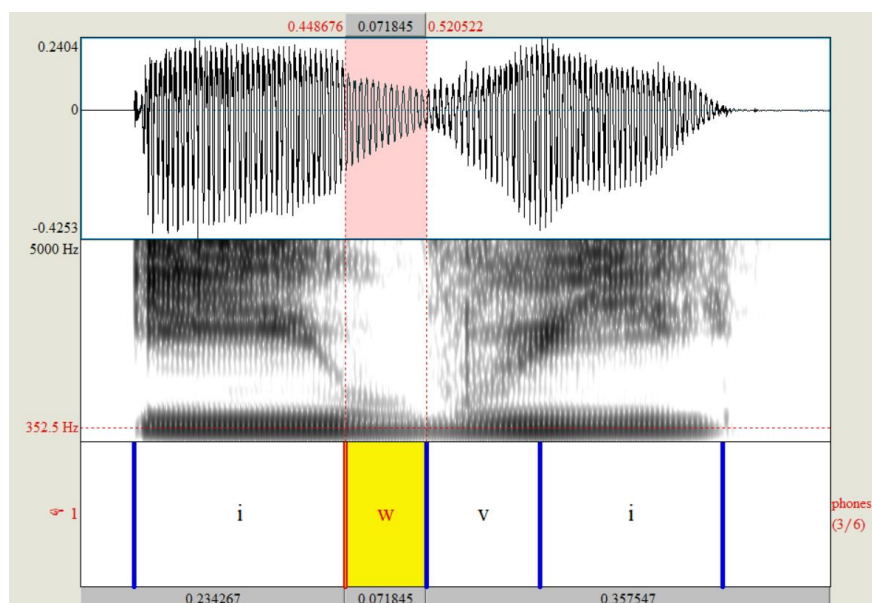 0.448676 0.071845 0.520522
0.2404
0
-0.4253
5000 Hz
352.5 Hz
☞ 1 i w v i phones
(3/6)
0.234267 0.071845 0.357547